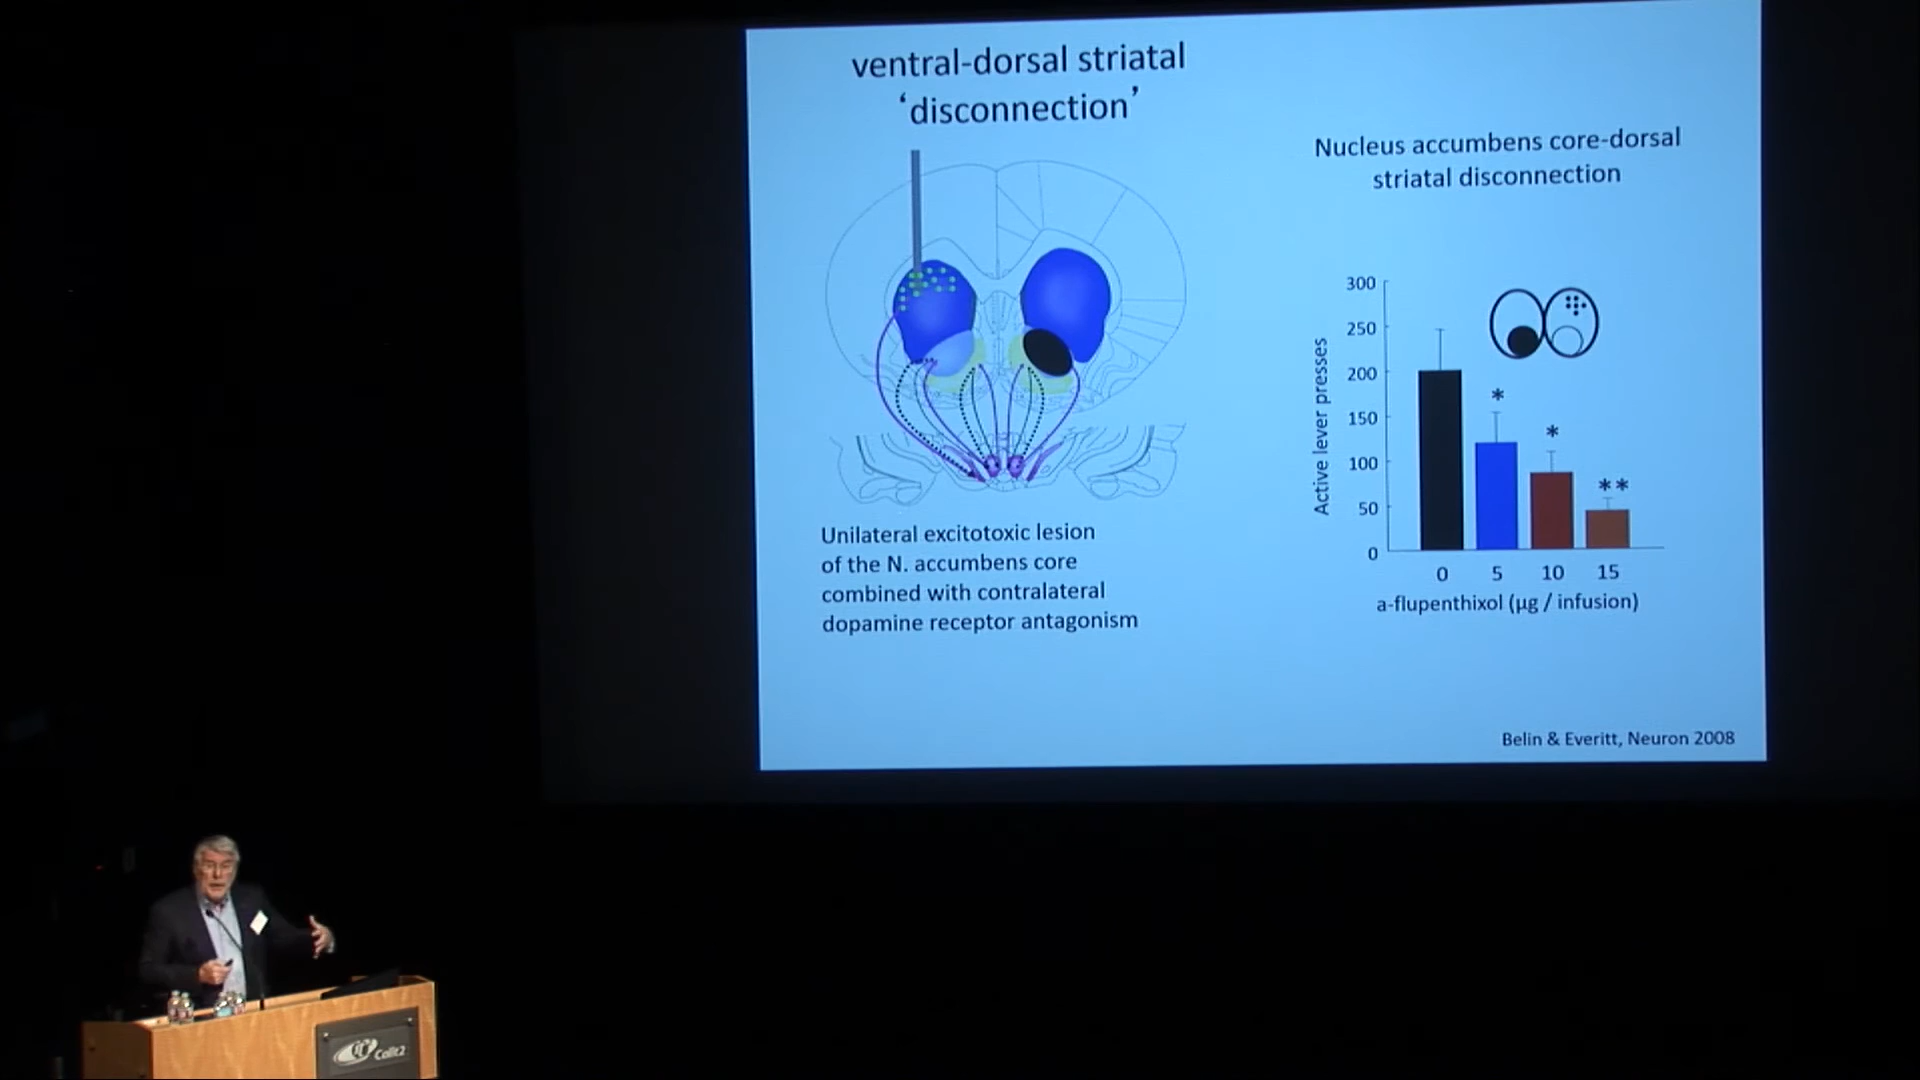 ventral-dorsal striatal
‘disconnection’
Unilateral excitotoxic lesion
of the N. accumbens core
combined with contralateral
dopamine receptor antagonism
Nucleus accumbens core-dorsal
striatal disconnection
Active lever presses
300
250
200
150
100
50
0
*
*
**
0 5 10 15
a-flupenthixol (µg / infusion)
Belin & Everitt, Neuron 2008
Calit2